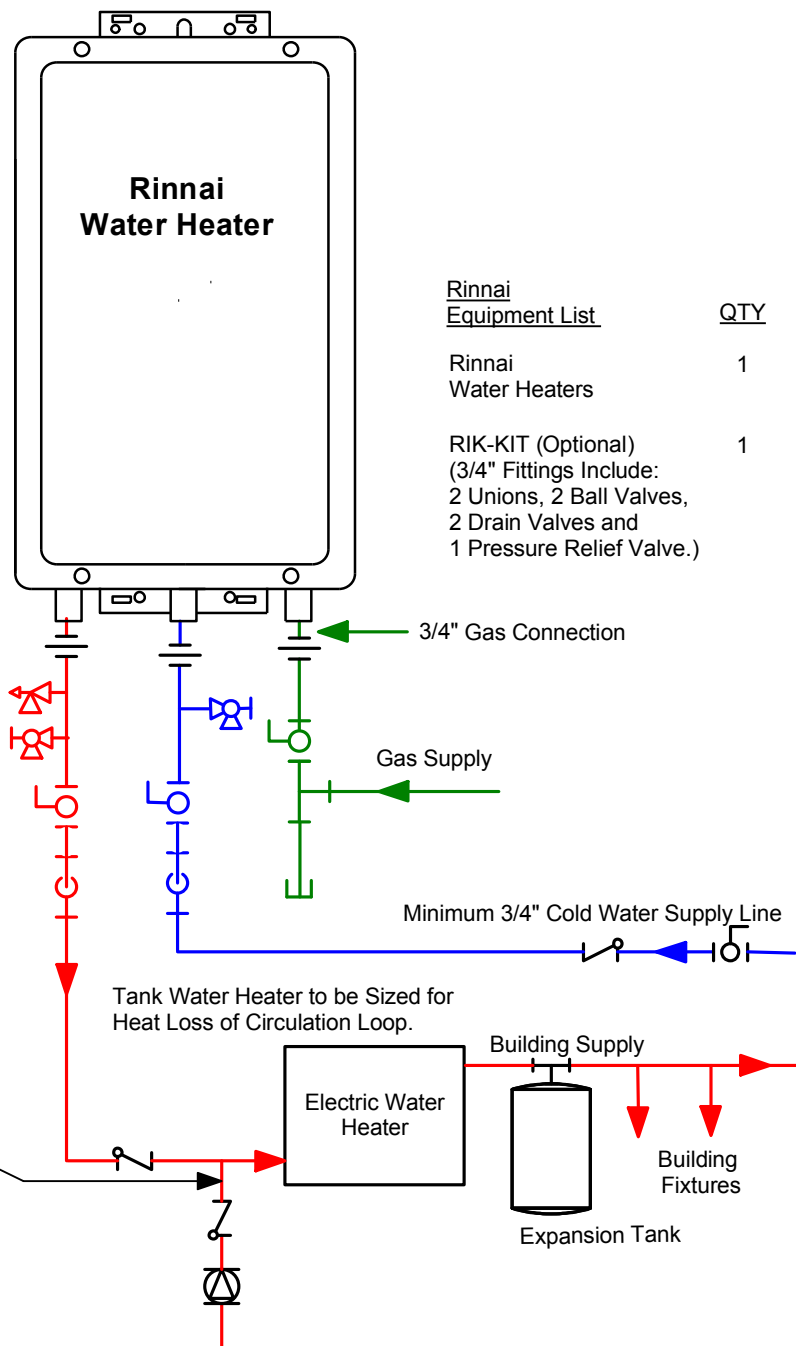 Rinnai
Water Heater
Rinnai
Equipment List QTY
Rinnai 1
Water Heaters
RIK-KIT (Optional) 1
(3/4" Fittings Include:
2 Unions, 2 Ball Valves,
2 Drain Valves and
1 Pressure Relief Valve.)
3/4" Gas Connection
Gas Supply
Minimum 3/4" Cold Water Supply Line
Tank Water Heater to be Sized for
Heat Loss of Circulation Loop.
Building Supply
Electric Water
Heater
Building
Fixtures
Expansion Tank